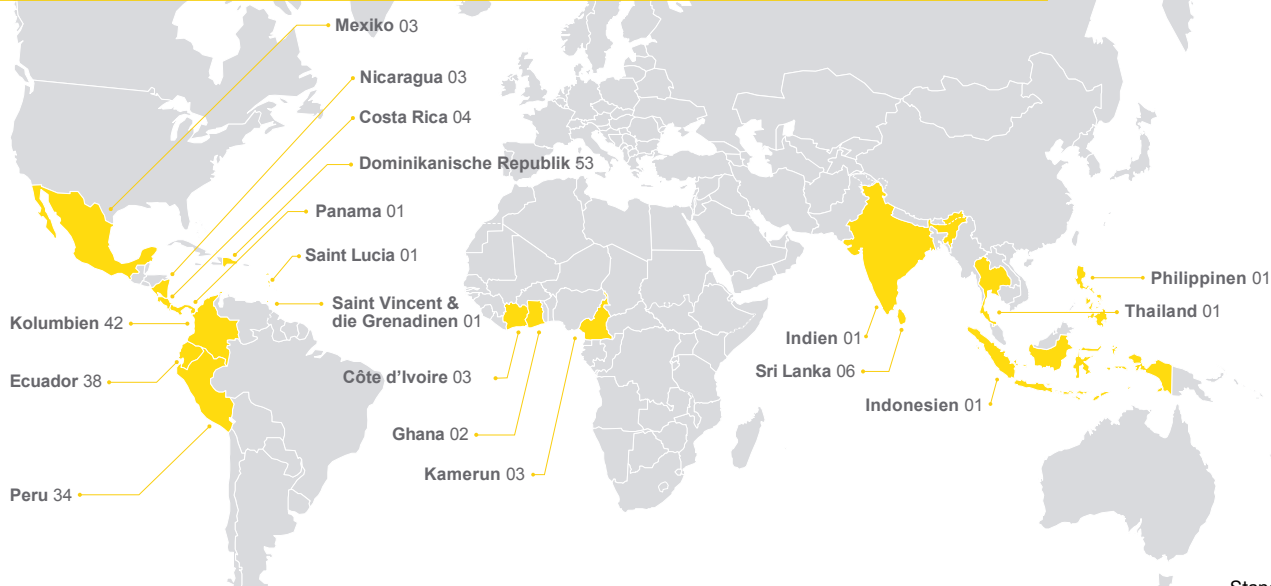 Mexiko 03
Nicaragua 03
Costa Rica 04
Dominikanische Republik 53
Panama 01
Saint Lucia 01
Saint Vincent &
die Grenadinen 01
Kolumbien 42
Ecuador 38
Peru 34
Côte d’Ivoire 03
Ghana 02
Kamerun 03
Indien 01
Sri Lanka 06
Indonesien 01
Philippinen 01
Thailand 01